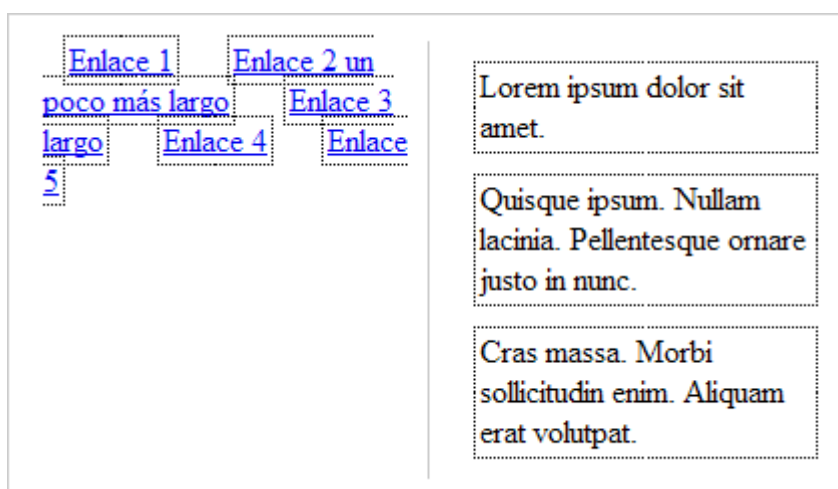 Enlace 1 Enlace 2 un
poco más largo Enlace 3
largo Enlace 4 Enlace
5
Lorem ipsum dolor sit
amet.
Quisque ipsum. Nullam
lacinia. Pellentesque ornare
justo in nunc.
Cras massa. Morbi
sollicitudin enim. Aliquam
erat volutpat.